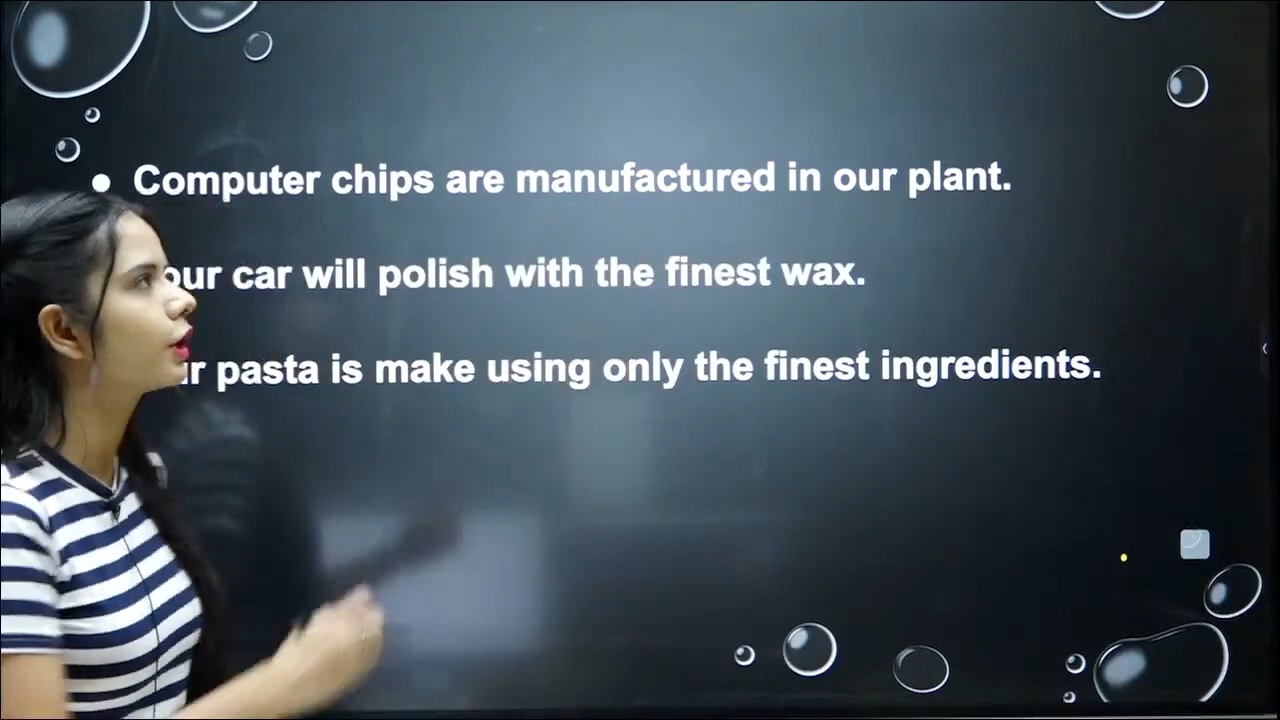 • Computer chips are manufactured in our plant.
our car will polish with the finest wax.
pasta is make using only the finest ingredients.